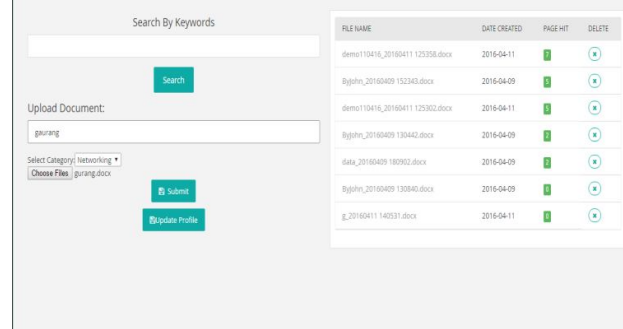 Search By Keywords
Search
Upload Document:
gaurang
Select Category: Networking
Choose Files gurang.docx
Submit
Update Profile
FILE NAME DATE CREATED PAGE HIT DELETE
demo110416_20160411 125358.docx 2016-04-11 7
Byjohn_20160409 152343.docx 2016-04-09 5
demo110416_20160411 125302.docx 2016-04-11 5
Byjohn_20160409 130442.docx 2016-04-09 2
data_20160409 180902.docx 2016-04-09 2
Byjohn_20160409 130840.docx 2016-04-09
g_20160411 140531.docx 2016-04-11